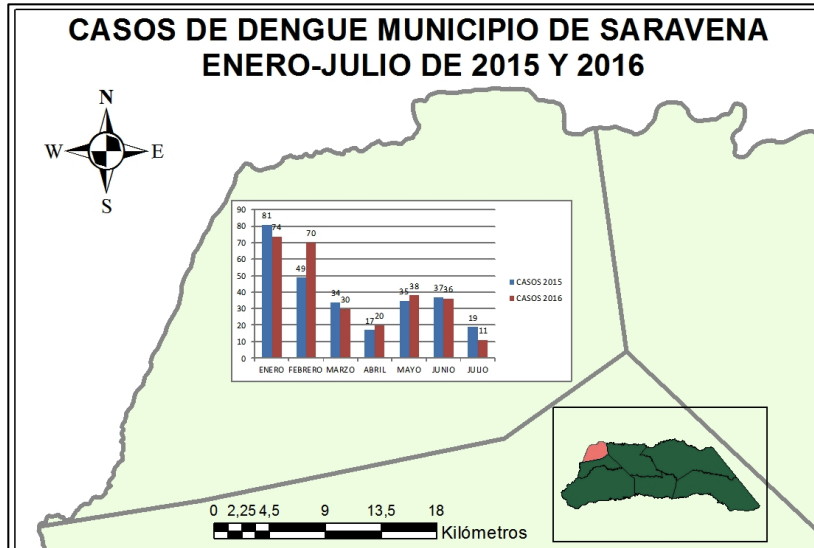 CASOS DE DENGUE MUNICIPIO DE SARAVENA
ENERO-JULIO DE 2015 Y 2016
N
W E
S
90
80
70
60
50
40
30
20
10
0
81 74
49 70
34 30
17 20
35 38
37 36
19 11
ENERO FEBRERO MARZO ABRIL MAYO JUNIO JULIO
CASOS 2015
CASOS 2016
0 2,25 4,5 9 13,5 18
Kilómetros